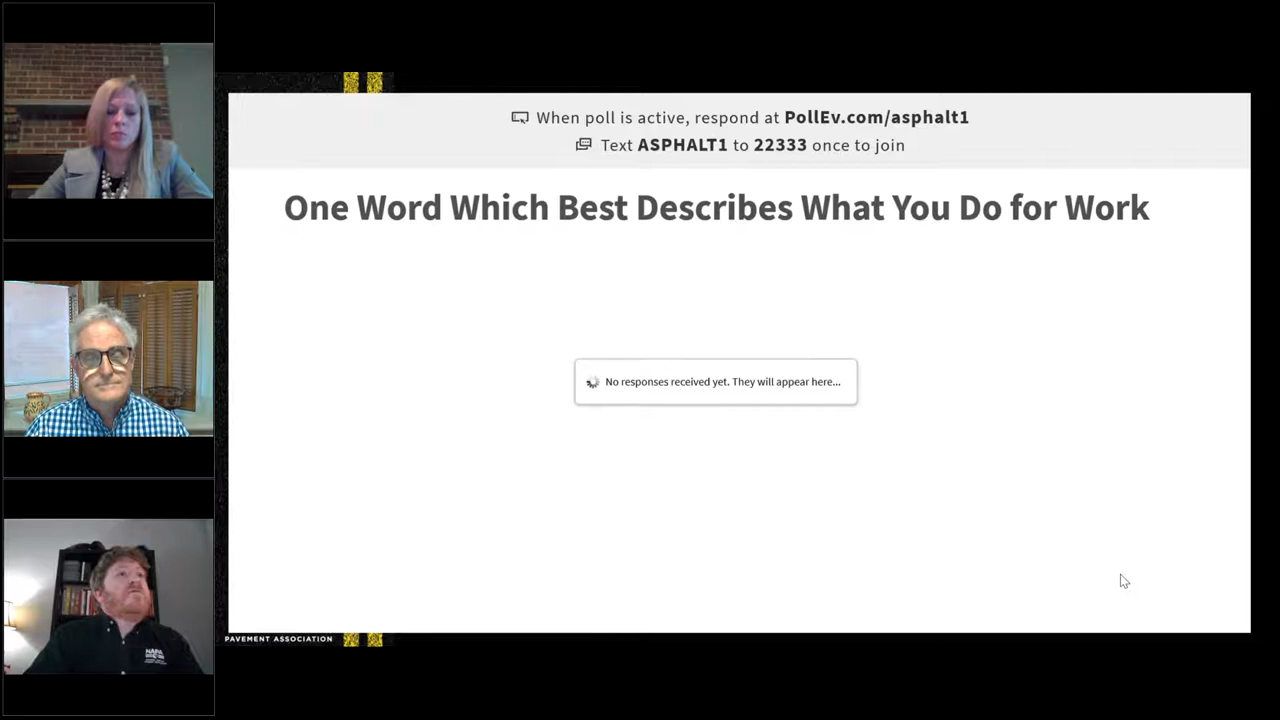 When poll is active, respond at PollEv.com/asphalt1
Text ASPHALT1 to 22333 once to join
One Word Which Best Describes What You Do for Work
No responses received yet. They will appear here...
PAVEMENT ASSOCIATION
NAPA